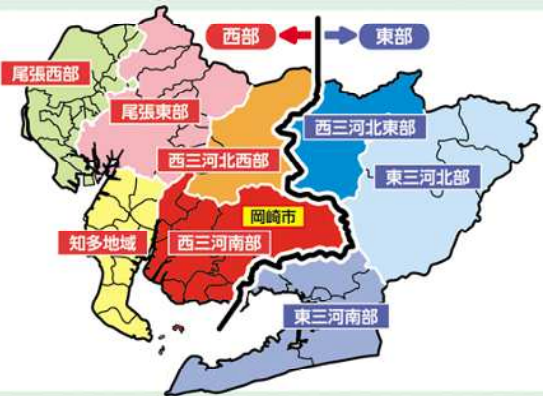 西部
東部
尾張西部
尾張東部
西三河北東部
西三河北西部
東三河北部
岡崎市
知多地域
西三河南部
東三河南部